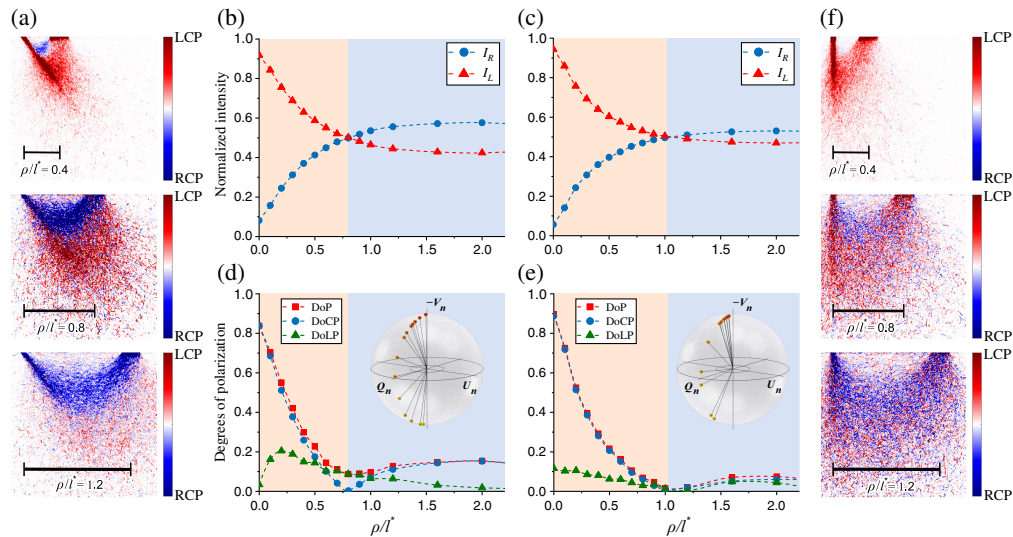 (a)
LCP
ρ/l* = 0.4
RCP
LCP
ρ/l* = 0.8
RCP
LCP
ρ/l* = 1.2
RCP
(b)
Normalized intensity
1.0
0.8
0.6
0.4
0.2
0.0
I_R
I_L
0.0 0.5 1.0 1.5 2.0
(c)
1.0
0.8
0.6
0.4
0.2
0.0
I_R
I_L
0.0 0.5 1.0 1.5 2.0
(d)
Degrees of polarization
1.0
0.8
0.6
0.4
0.2
0.0
DoP
DoCP
DoLP
−V_n
Q_n
U_n
0.0 0.5 1.0 1.5 2.0
ρ/l*
(e)
1.0
0.8
0.6
0.4
0.2
0.0
DoP
DoCP
DoLP
−V_n
Q_n
U_n
0.0 0.5 1.0 1.5 2.0
ρ/l*
(f)
LCP
ρ/l* = 0.4
RCP
LCP
ρ/l* = 0.8
RCP
LCP
ρ/l* = 1.2
RCP